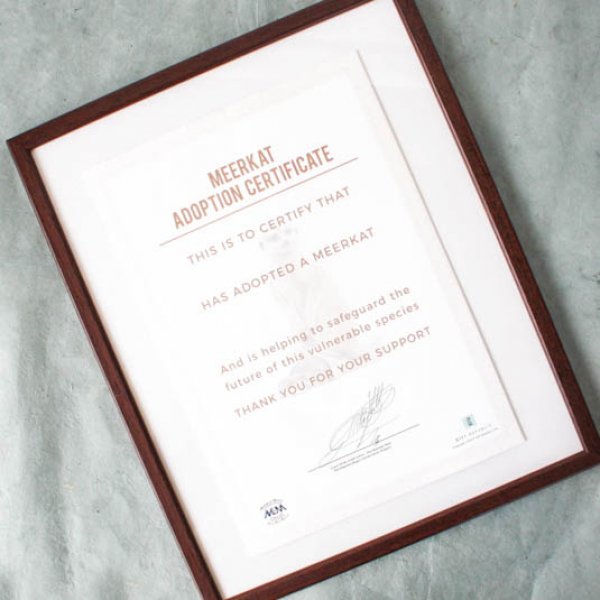 MEERKAT
ADOPTION CERTIFICATE
THIS IS TO CERTIFY THAT
HAS ADOPTED A MEERKAT
And is helping to safeguard the
future of this vulnerable species
THANK YOU FOR YOUR SUPPORT